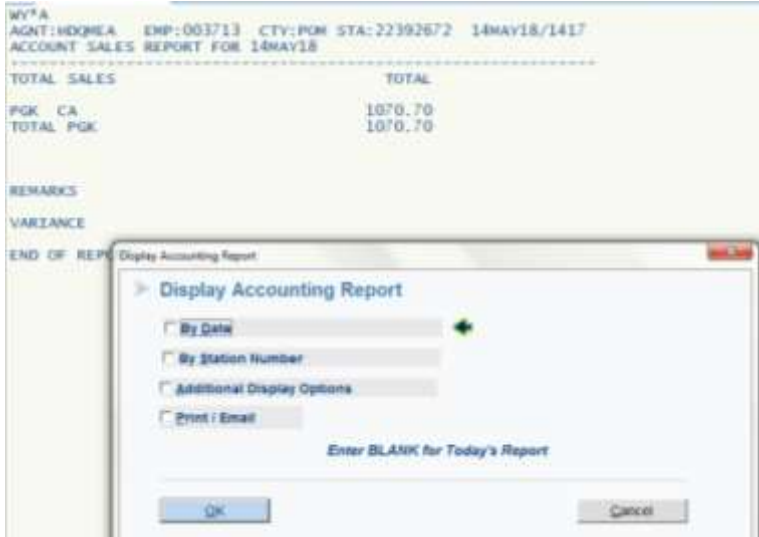 WY*A
AGNT:HDQMEA EMP:003713 CTY:POM STA:22392672 14MAY18/1417
ACCOUNT SALES REPORT FOR 14MAY18
TOTAL SALES TOTAL
PGK CA 1070.70
TOTAL PGK 1070.70
REMARKS
VARIANCE
END OF REPO
Display Accounting Report
Display Accounting Report
By Date
By Station Number
Additional Display Options
Print / Email
Enter BLANK for Today's Report
OK Cancel